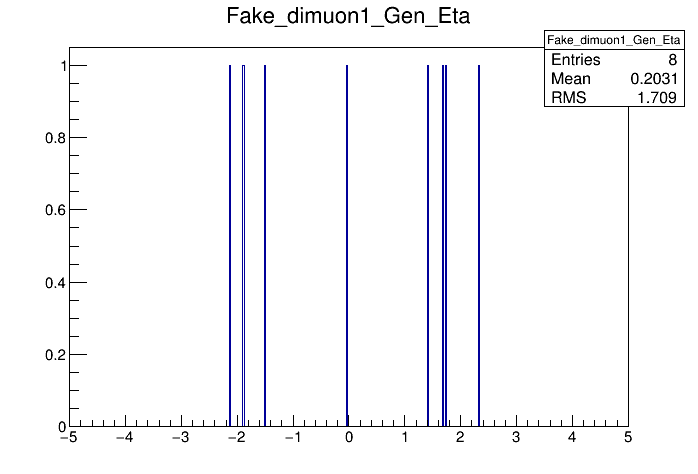 Fake_dimuon1_Gen_Eta
Fake_dimuon1_Gen_Eta
Entries 8
Mean 0.2031
RMS 1.709
1
0.8
0.6
0.4
0.2
0
−5 −4 −3 −2 −1 0 1 2 3 4 5